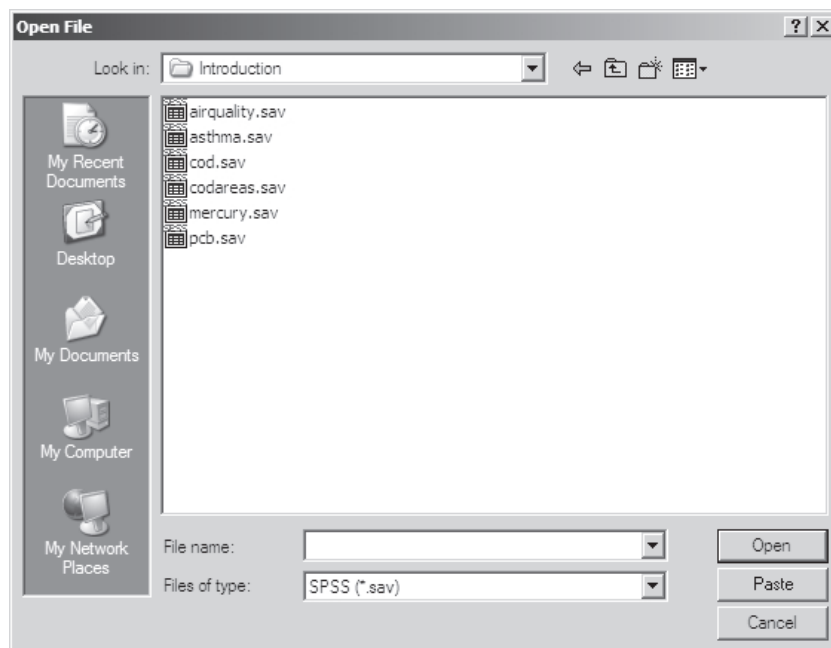 Open File
Look in: Introduction
airquality.sav
asthma.sav
cod.sav
codareas.sav
mercury.sav
pcb.sav
My Recent
Documents
Desktop
My Documents
My Computer
My Network
Places
File name:
Open
Files of type: SPSS (*.sav)
Paste
Cancel